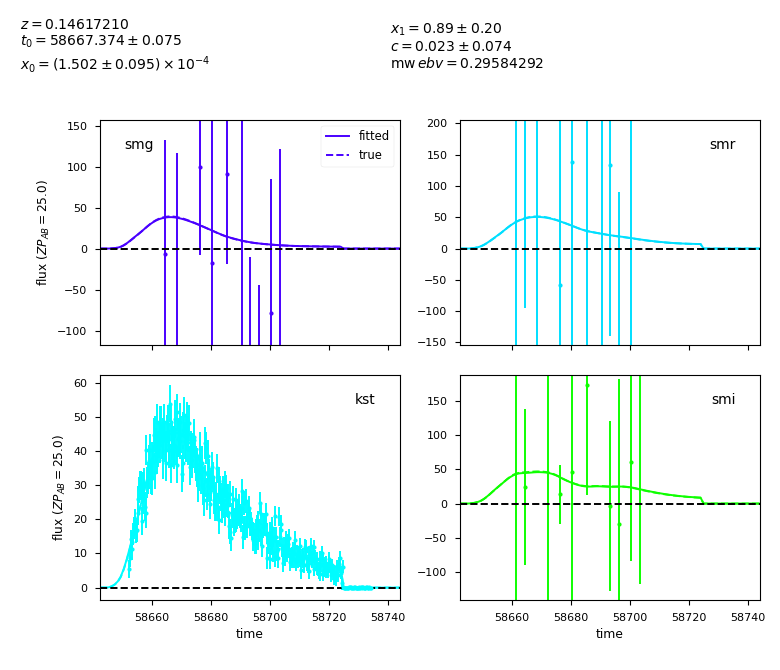 z = 0.14617210
t0 = 58667.374 ± 0.075
x0 = (1.502 ± 0.095) × 10^−4
x1 = 0.89 ± 0.20
c = 0.023 ± 0.074
mw ebv = 0.29584292
150
100
50
0
−50
−100
flux (ZP_AB = 25.0)
smg
fitted
true
200
150
100
50
0
−50
−100
−150
smr
60
50
40
30
20
10
0
flux (ZP_AB = 25.0)
kst
58660 58680 58700 58720 58740
time
150
100
50
0
−50
−100
smi
58660 58680 58700 58720 58740
time